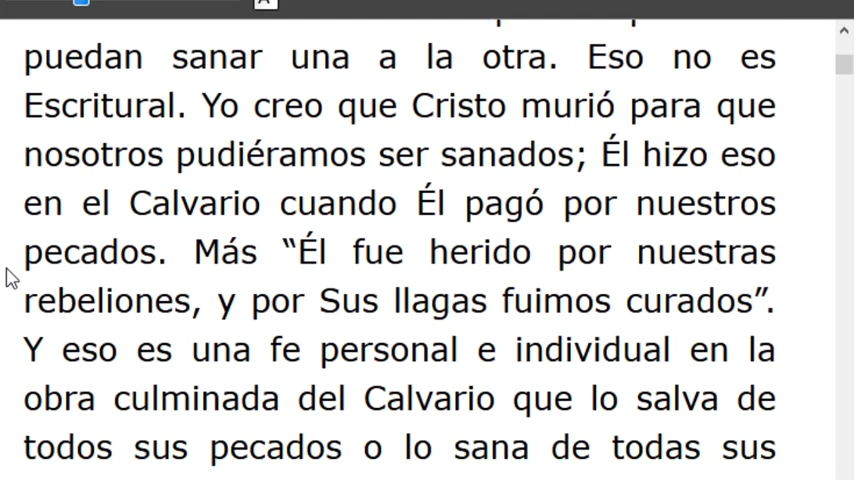 puedan sanar una a la otra. Eso no es
Escritural. Yo creo que Cristo murió para que
nosotros pudiéramos ser sanados; Él hizo eso
en el Calvario cuando Él pagó por nuestros
pecados. Más “Él fue herido por nuestras
rebeliones, y por Sus llagas fuimos curados”.
Y eso es una fe personal e individual en la
obra culminada del Calvario que lo salva de
todos sus pecados o lo sana de todas sus